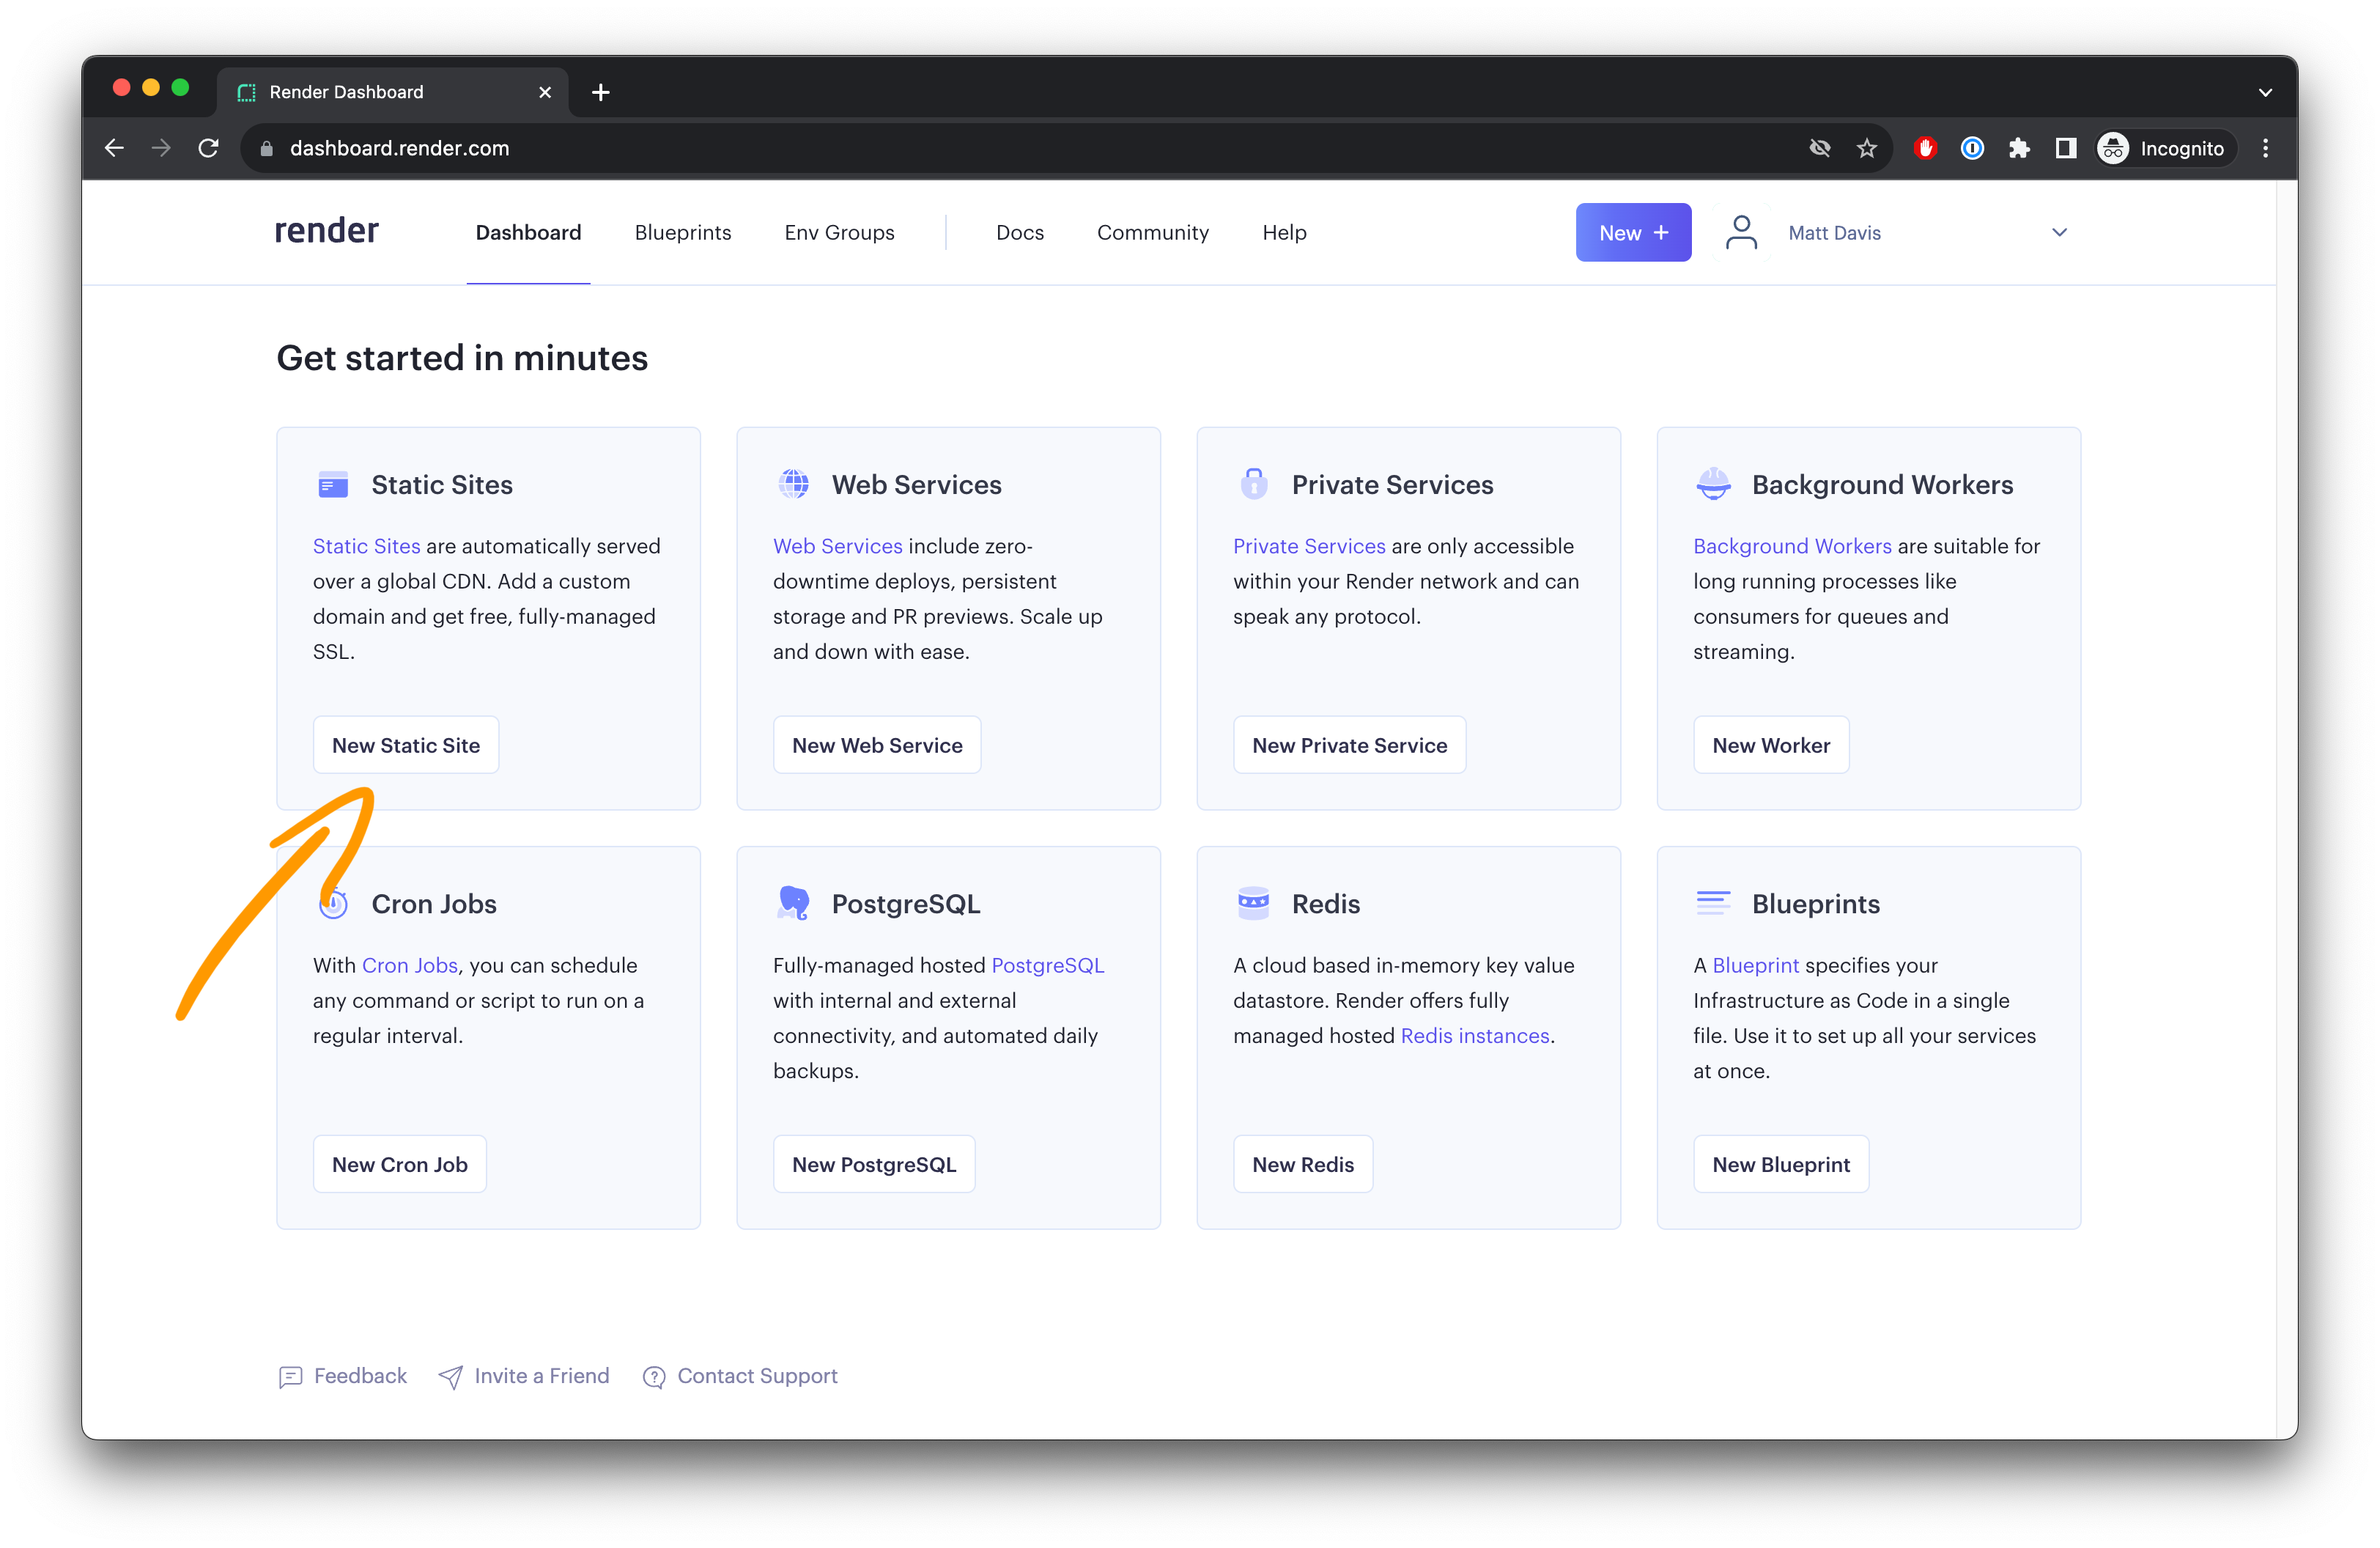 Render Dashboard
dashboard.render.com
Incognito
render
Dashboard
Blueprints
Env Groups
Docs
Community
Help
New +
Matt Davis
Get started in minutes
Static Sites
Static Sites are automatically served
over a global CDN. Add a custom
domain and get free, fully-managed
SSL.
New Static Site
Web Services
Web Services include zero-
downtime deploys, persistent
storage and PR previews. Scale up
and down with ease.
New Web Service
Private Services
Private Services are only accessible
within your Render network and can
speak any protocol.
New Private Service
Background Workers
Background Workers are suitable for
long running processes like
consumers for queues and
streaming.
New Worker
Cron Jobs
With Cron Jobs, you can schedule
any command or script to run on a
regular interval.
New Cron Job
PostgreSQL
Fully-managed hosted PostgreSQL
with internal and external
connectivity, and automated daily
backups.
New PostgreSQL
Redis
A cloud based in-memory key value
datastore. Render offers fully
managed hosted Redis instances.
New Redis
Blueprints
A Blueprint specifies your
Infrastructure as Code in a single
file. Use it to set up all your services
at once.
New Blueprint
Feedback
Invite a Friend
Contact Support